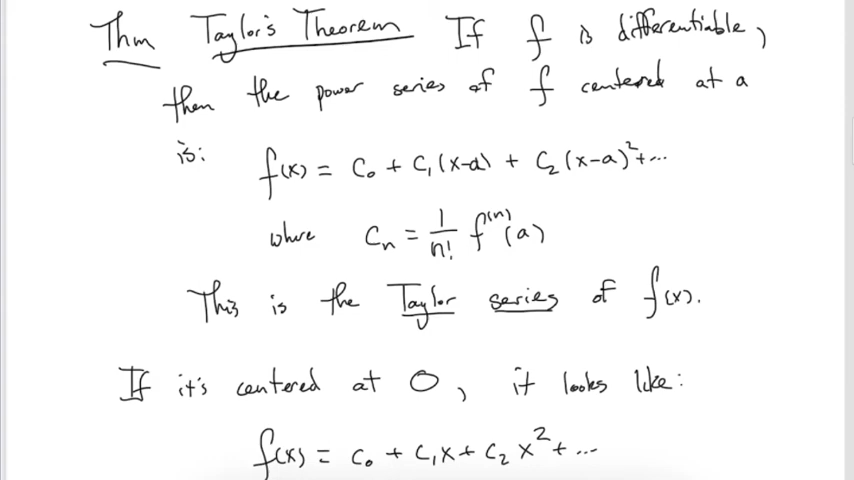 Thm Taylor's Theorem If f is differentiable,
then the power series of f centered at a
is: f(x) = c₀ + c₁(x-a) + c₂(x-a)² + ...
where cₙ = 1/n! f⁽ⁿ⁾(a)
This is the Taylor series of f(x).
If it's centered at 0, it looks like:
f(x) = c₀ + c₁x + c₂x² + ...